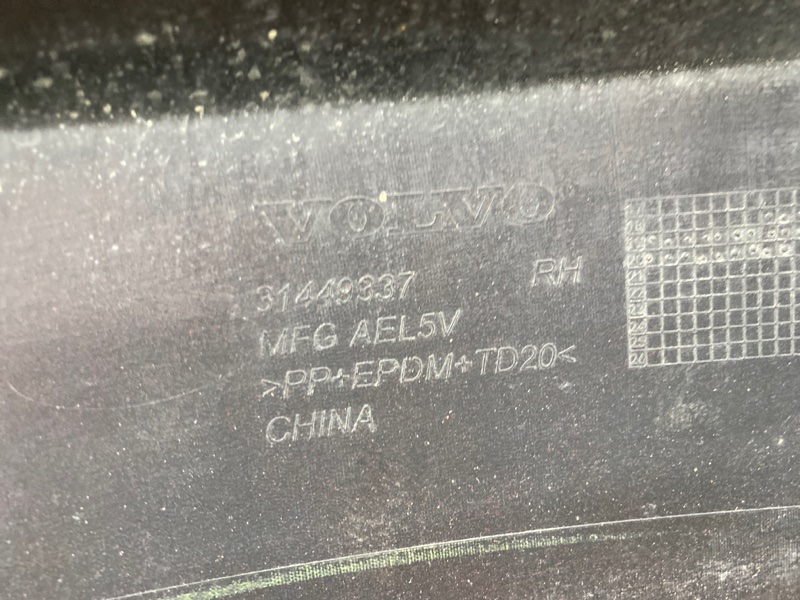 VOLVO
31449337 RH
MFG AEL5V
>PP+EPDM+TD20<
CHINA